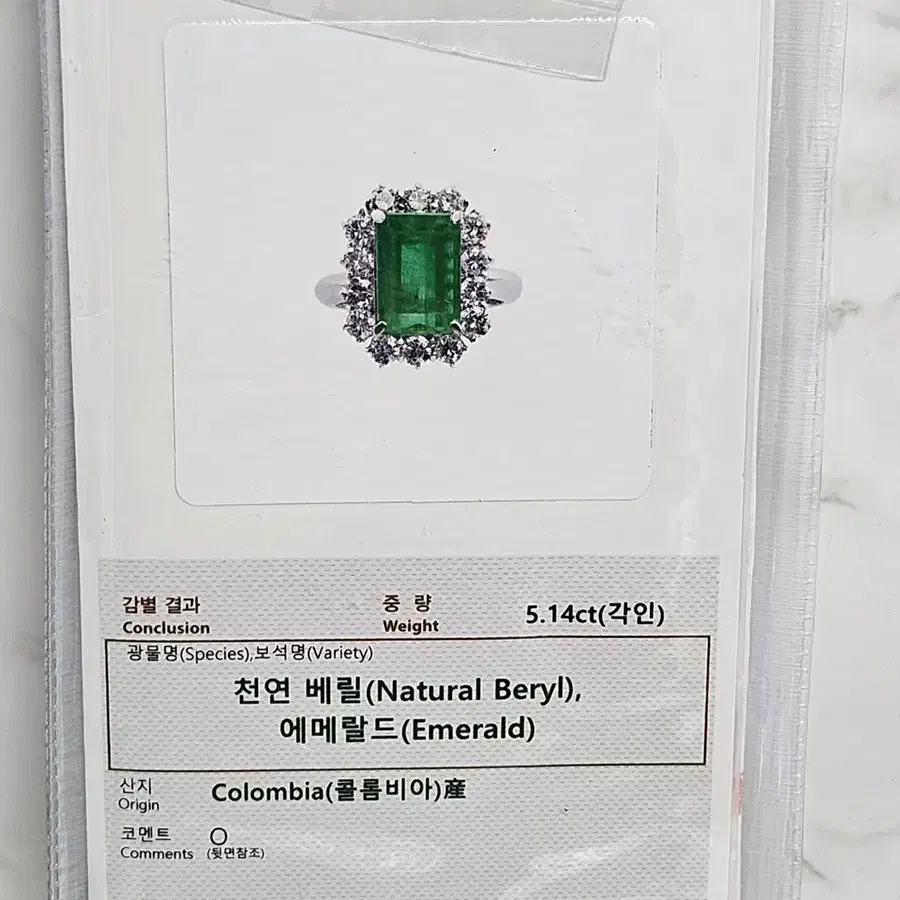 감별 결과
Conclusion
중 량
Weight
5.14ct(각인)
광물명(Species),보석명(Variety)
천연 베릴(Natural Beryl),
에메랄드(Emerald)
산지
Origin
Colombia(콜롬비아)産
코멘트
Comments
○
(뒷면참조)